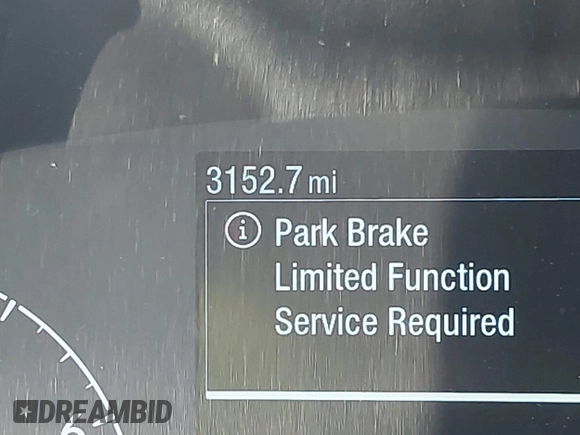 3152.7 mi
Park Brake
Limited Function
Service Required
DREAMBID